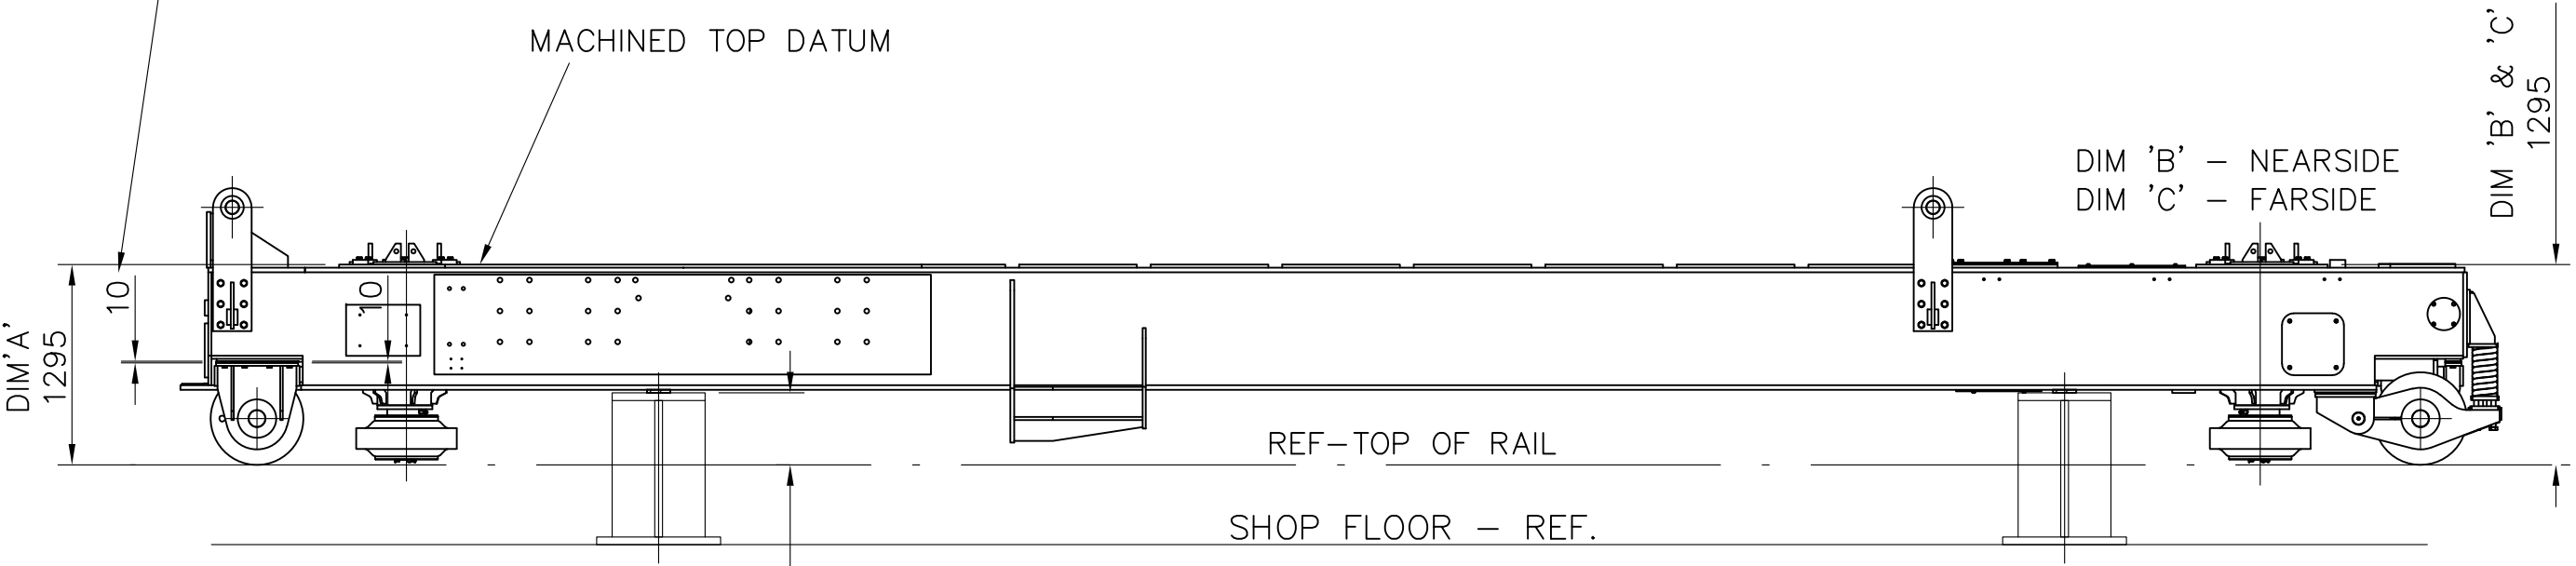 MACHINED TOP DATUM
DIM 'B' & 'C'
1295
DIM 'B' – NEARSIDE
DIM 'C' – FARSIDE
10
10
DIM'A'
1295
REF–TOP OF RAIL
SHOP FLOOR – REF.